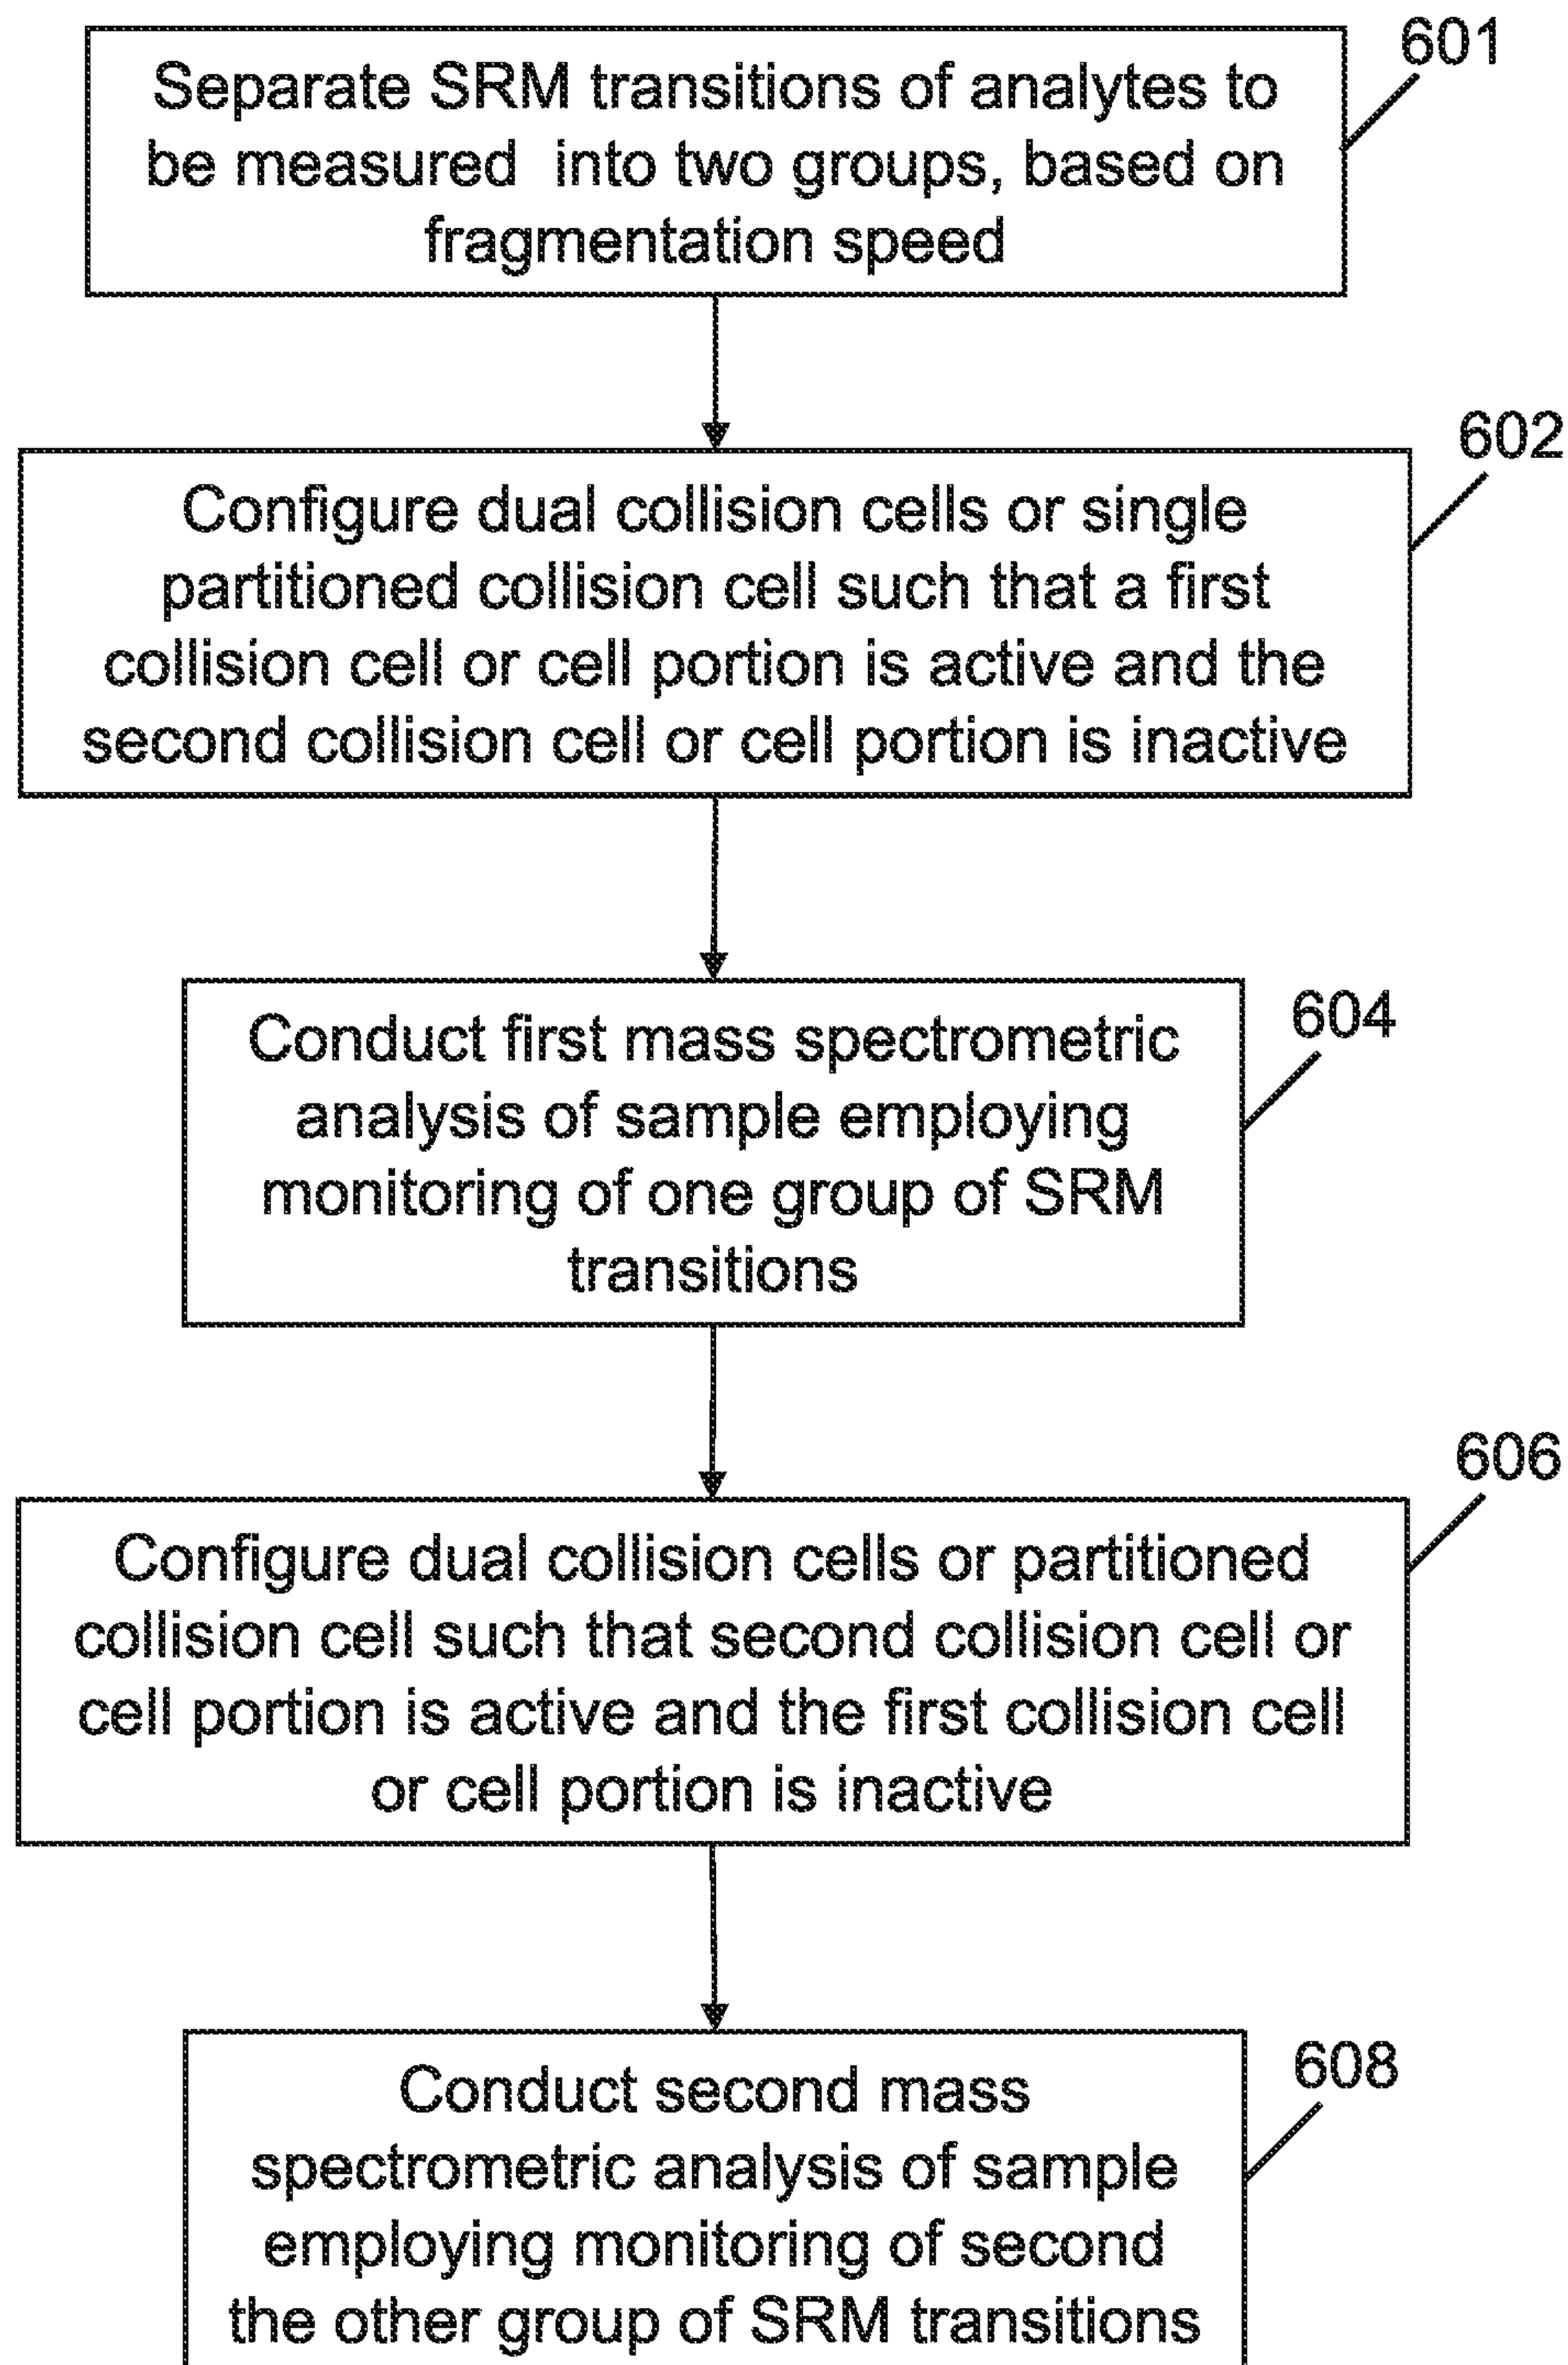 601
Separate SRM transitions of analytes to
be measured into two groups, based on
fragmentation speed
602
Configure dual collision cells or single
partitioned collision cell such that a first
collision cell or cell portion is active and the
second collision cell or cell portion is inactive
604
Conduct first mass spectrometric
analysis of sample employing
monitoring of one group of SRM
transitions
606
Configure dual collision cells or partitioned
collision cell such that second collision cell or
cell portion is active and the first collision cell
or cell portion is inactive
608
Conduct second mass
spectrometric analysis of sample
employing monitoring of second
the other group of SRM transitions